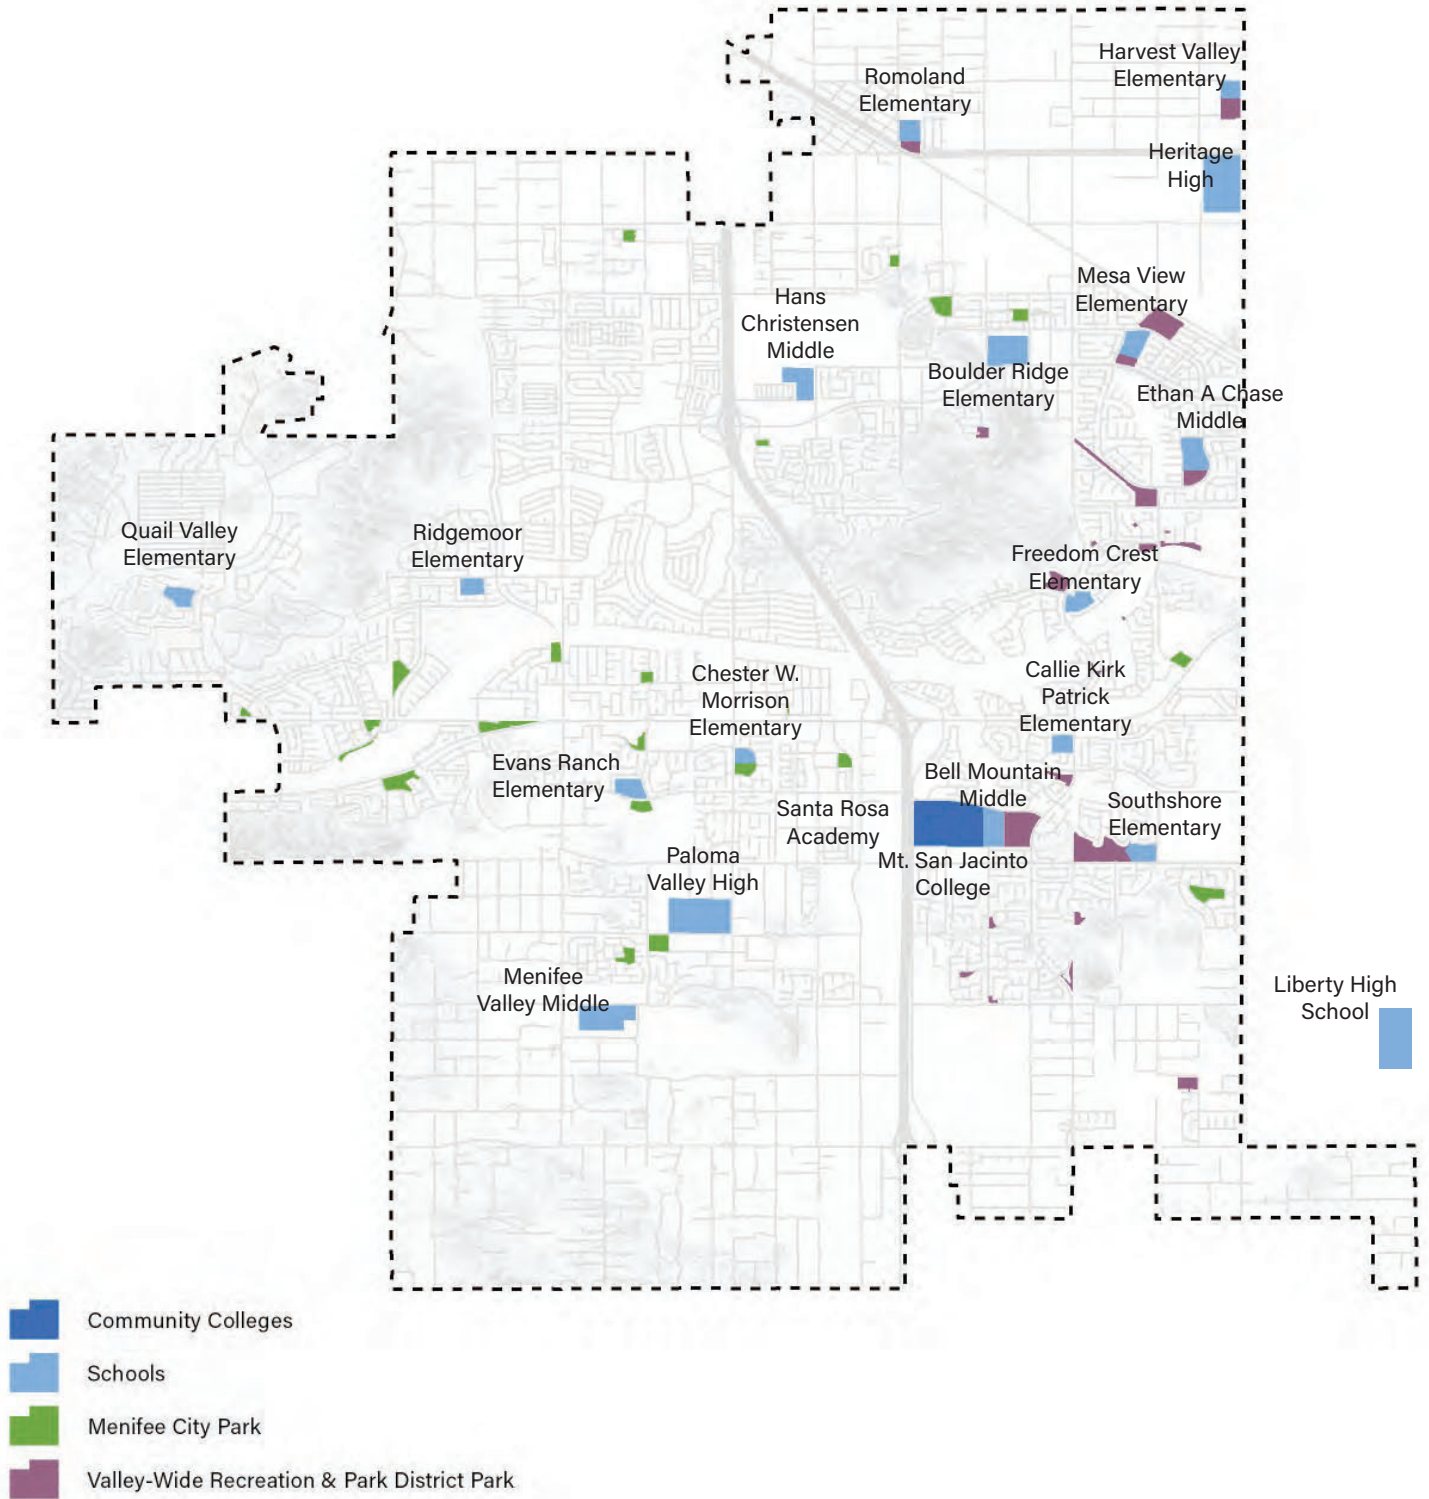 Harvest Valley
Elementary
Romoland
Elementary
Heritage
High
Mesa View
Elementary
Hans
Christensen
Middle
Boulder Ridge
Elementary
Ethan A Chase
Middle
Quail Valley
Elementary
Ridgemoor
Elementary
Freedom Crest
Elementary
Chester W.
Morrison
Elementary
Callie Kirk
Patrick
Elementary
Evans Ranch
Elementary
Bell Mountain
Middle
Santa Rosa
Academy
Southshore
Elementary
Paloma
Valley High
Mt. San Jacinto
College
Menifee
Valley Middle
Liberty High
School
Community Colleges
Schools
Menifee City Park
Valley-Wide Recreation & Park District Park